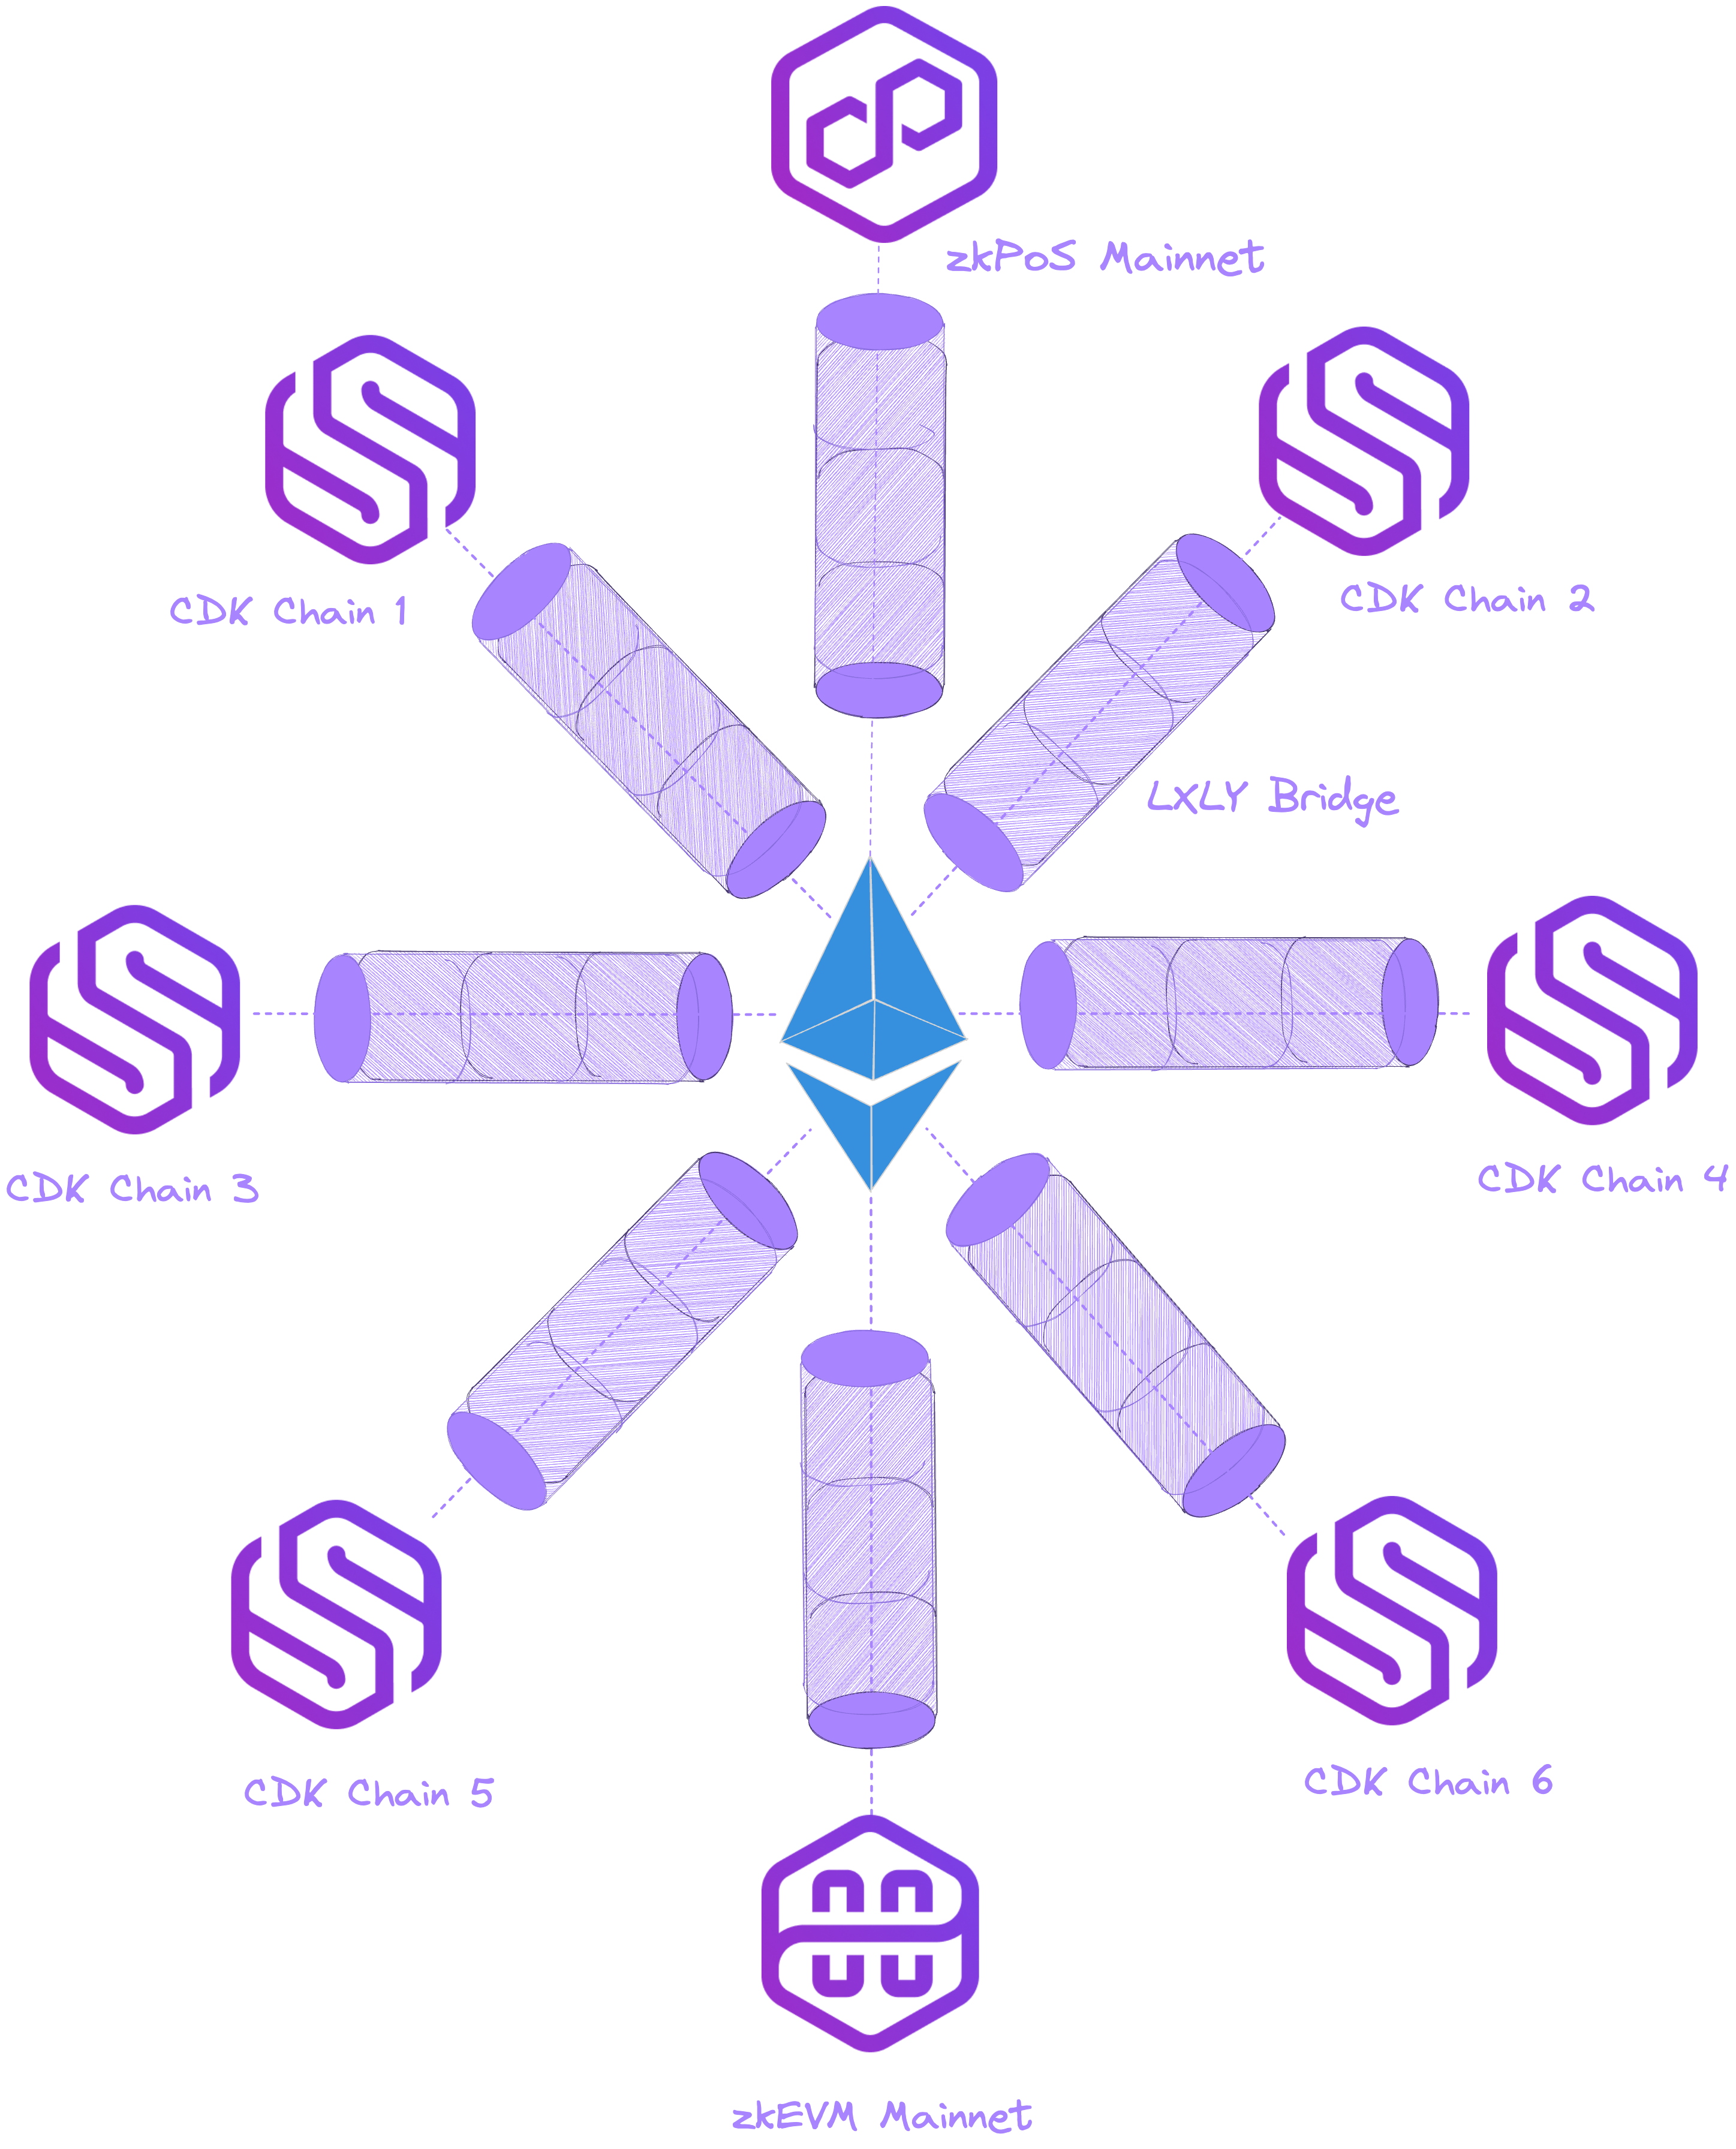 zkPoS Mainnet
CDK Chain 1
CDK Chain 2
LXLY Bridge
CDK Chain 3
CDK Chain 4
CDK Chain 5
CDK Chain 6
zkEVM Mainnet